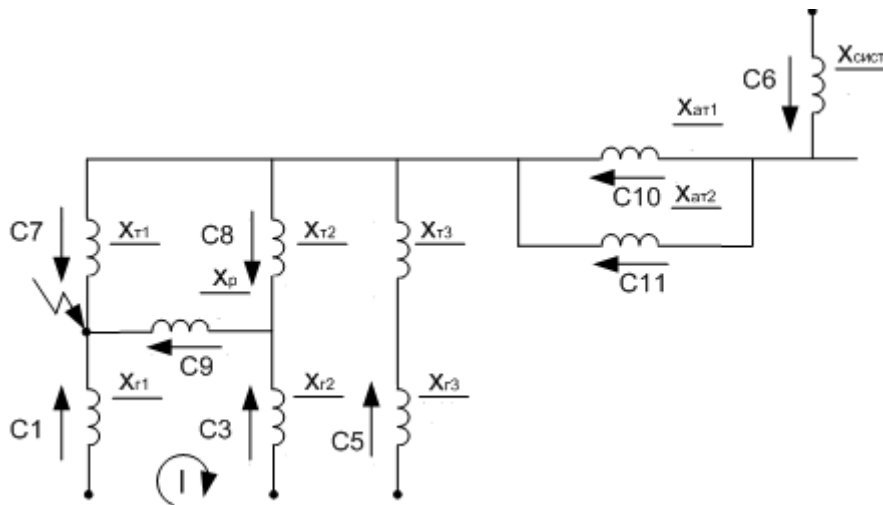 Xсист
C6
Xат1
C10
Xат2
C11
C7
Xт1
C8
Xт2
Xт3
Xр
C9
C1
Xг1
C3
Xг2
C5
Xг3
I